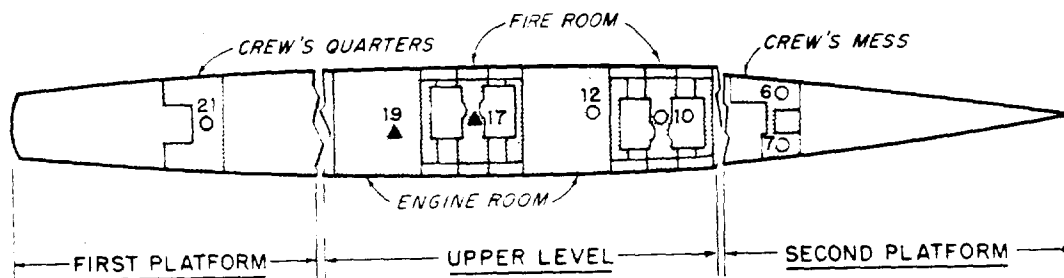 FIRE ROOM
CREW'S QUARTERS
CREW'S MESS
21
19
17
12
10
6
7
ENGINE ROOM
FIRST PLATFORM
UPPER LEVEL
SECOND PLATFORM